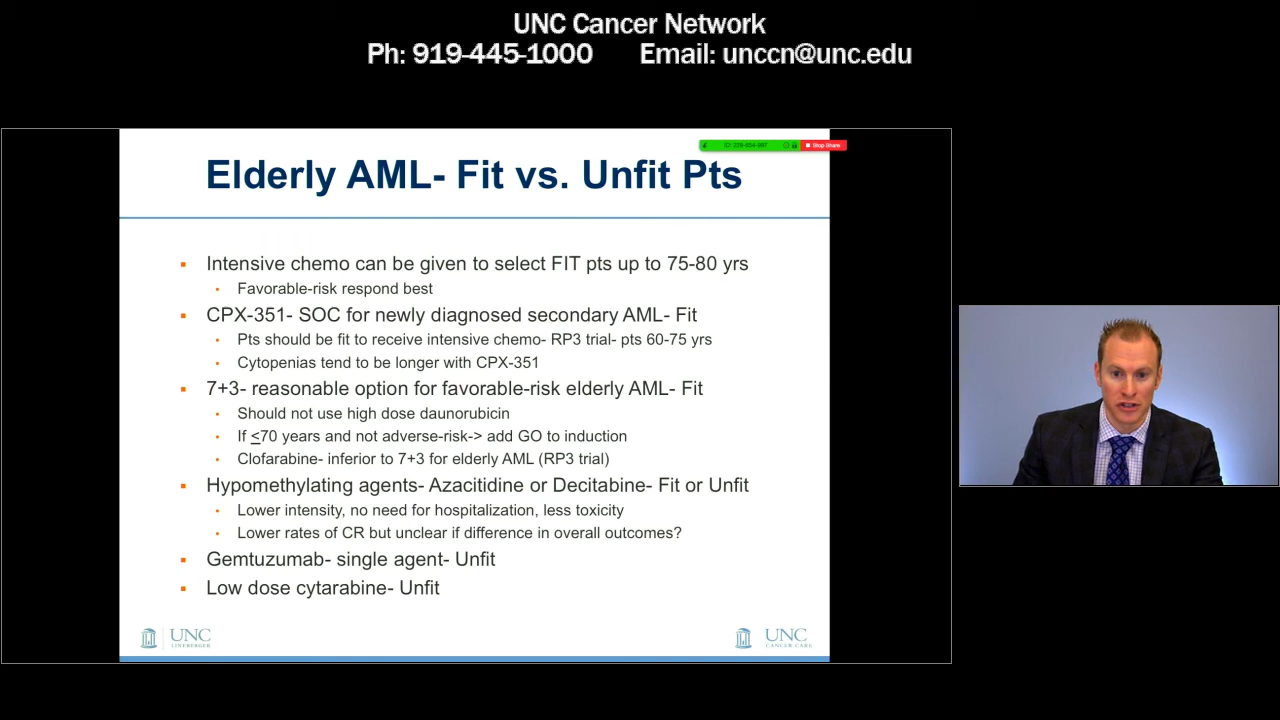 UNC Cancer Network
Ph: 919-445-1000 Email: unccn@unc.edu
Stop Share
Elderly AML- Fit vs. Unfit Pts
Intensive chemo can be given to select FIT pts up to 75-80 yrs
Favorable-risk respond best
CPX-351- SOC for newly diagnosed secondary AML- Fit
Pts should be fit to receive intensive chemo- RP3 trial- pts 60-75 yrs
Cytopenias tend to be longer with CPX-351
7+3- reasonable option for favorable-risk elderly AML- Fit
Should not use high dose daunorubicin
If <70 years and not adverse-risk-> add GO to induction
Clofarabine- inferior to 7+3 for elderly AML (RP3 trial)
Hypomethylating agents- Azacitidine or Decitabine- Fit or Unfit
Lower intensity, no need for hospitalization, less toxicity
Lower rates of CR but unclear if difference in overall outcomes?
Gemtuzumab- single agent- Unfit
Low dose cytarabine- Unfit
UNC
LINEBERGER
UNC
CANCER CARE